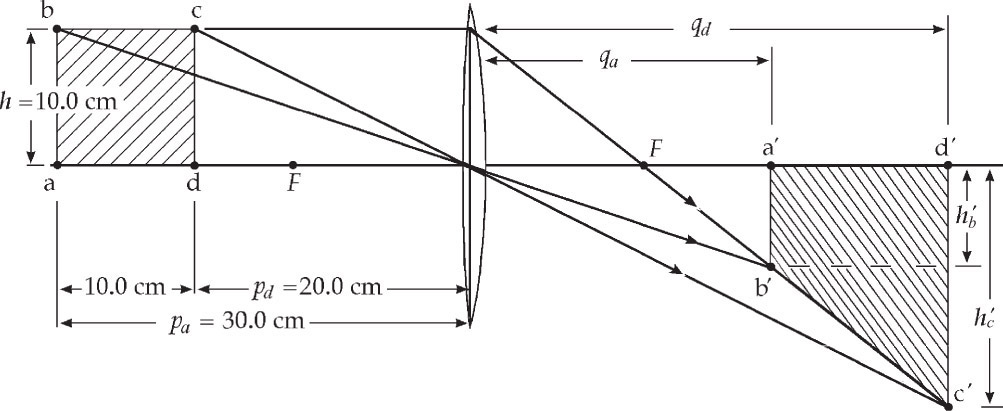 b
c
q_d
q_a
h = 10.0 cm
F
a′
d′
a
d
F
h′_b
10.0 cm
p_d = 20.0 cm
b′
p_a = 30.0 cm
h′_c
c′